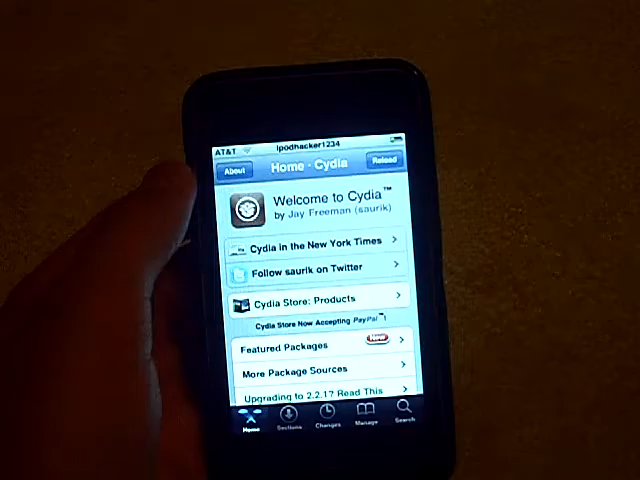 AT&T ipodhacker1234
About Home - Cydia Reload
Welcome to Cydia™
by Jay Freeman (saurik)
Cydia in the New York Times
Follow saurik on Twitter
Cydia Store: Products
Cydia Store Now Accepting PayPal™!
Featured Packages New
More Package Sources
Upgrading to 2.2.1? Read This
Home Sections Changes Manage Search